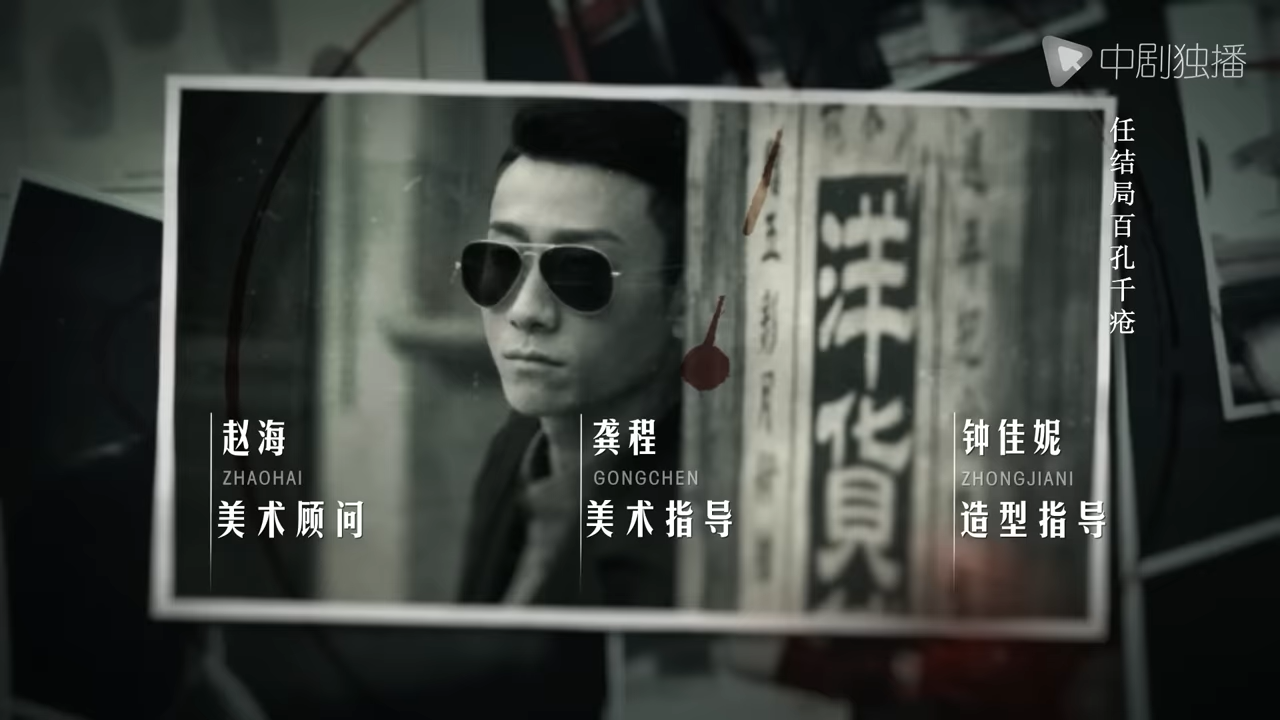 中剧独播
任结局百孔千疮
洋貨
赵海
ZHAOHAI
美术顾问
龚程
GONGCHEN
美术指导
钟佳妮
ZHONGJIANI
造型指导